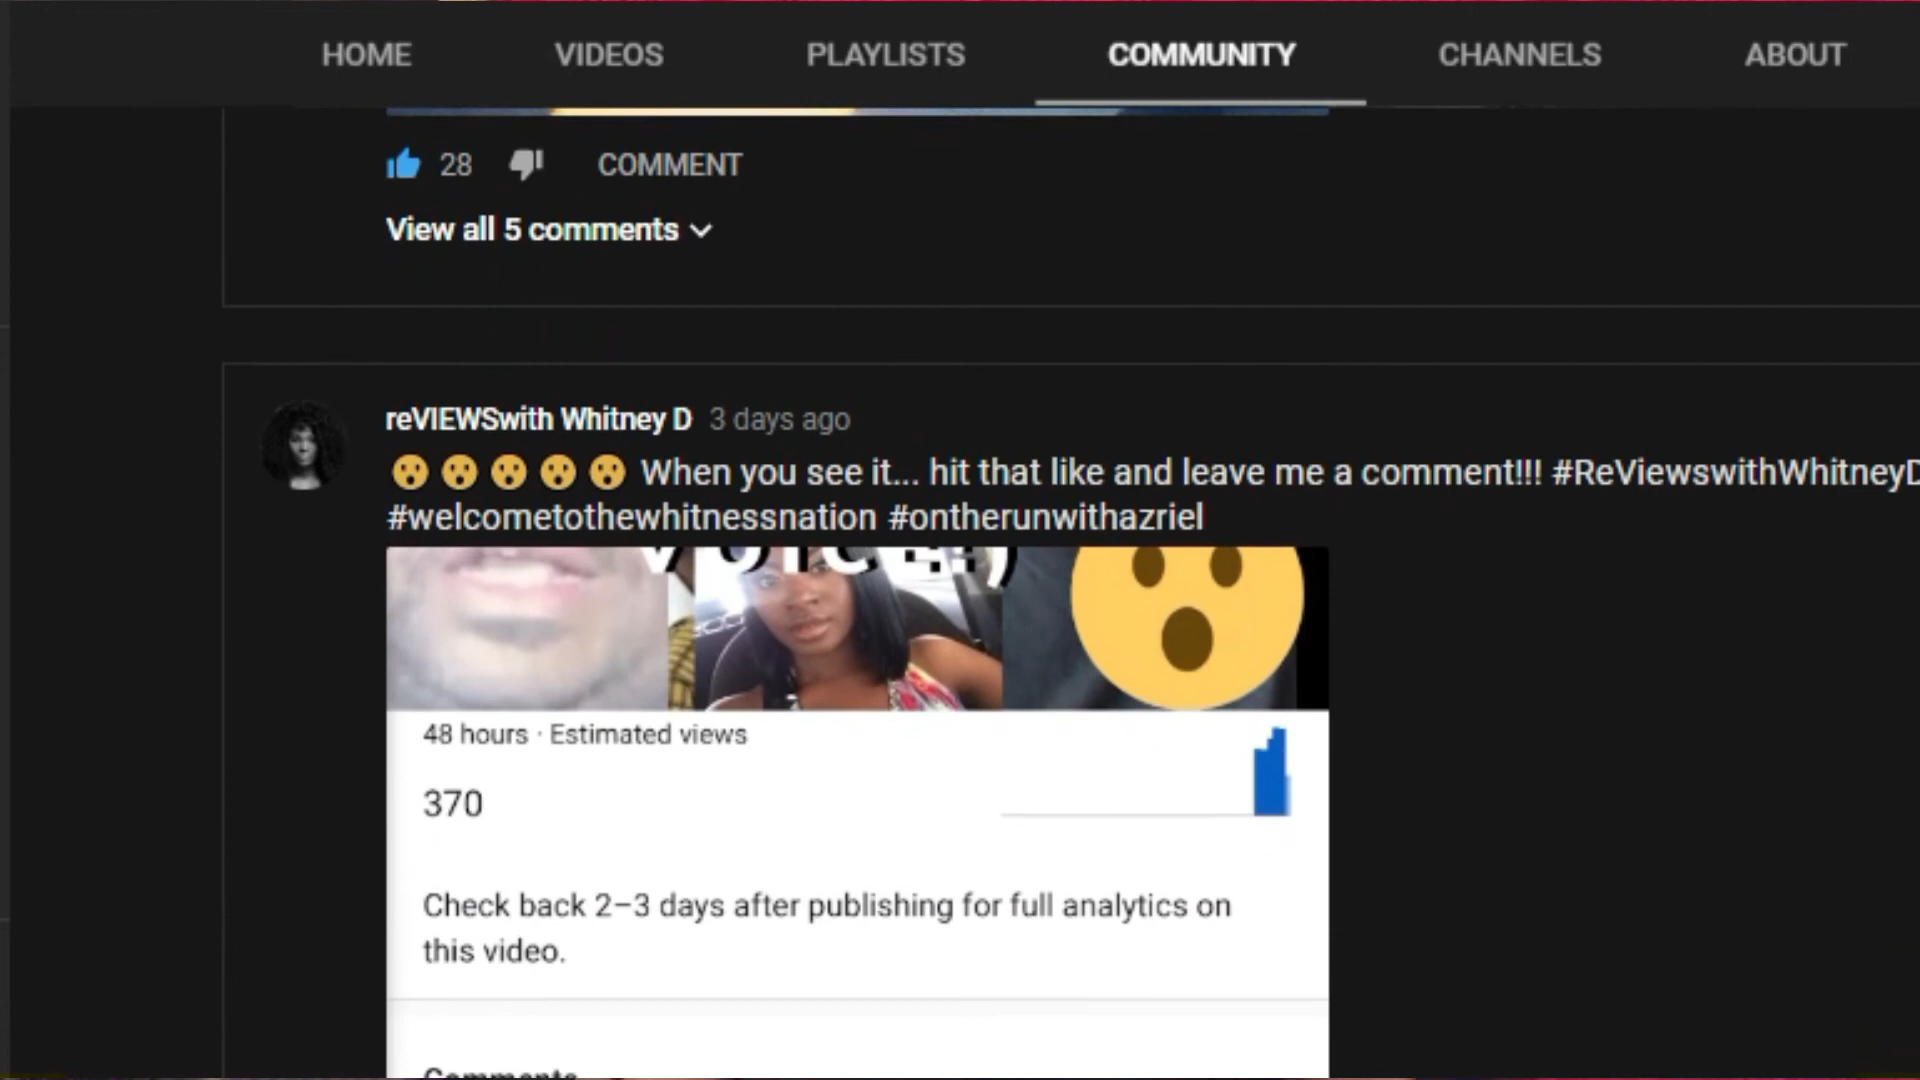 HOME VIDEOS PLAYLISTS COMMUNITY CHANNELS ABOUT
28 COMMENT
View all 5 comments
reVIEWSwith Whitney D 3 days ago
😮 😮 😮 😮 😮 When you see it... hit that like and leave me a comment!!! #ReViewswithWhitneyD
#welcometothewhitnessnation #ontherunwithazriel
VOICE!!)
48 hours · Estimated views
370
Check back 2–3 days after publishing for full analytics on
this video.
Comments